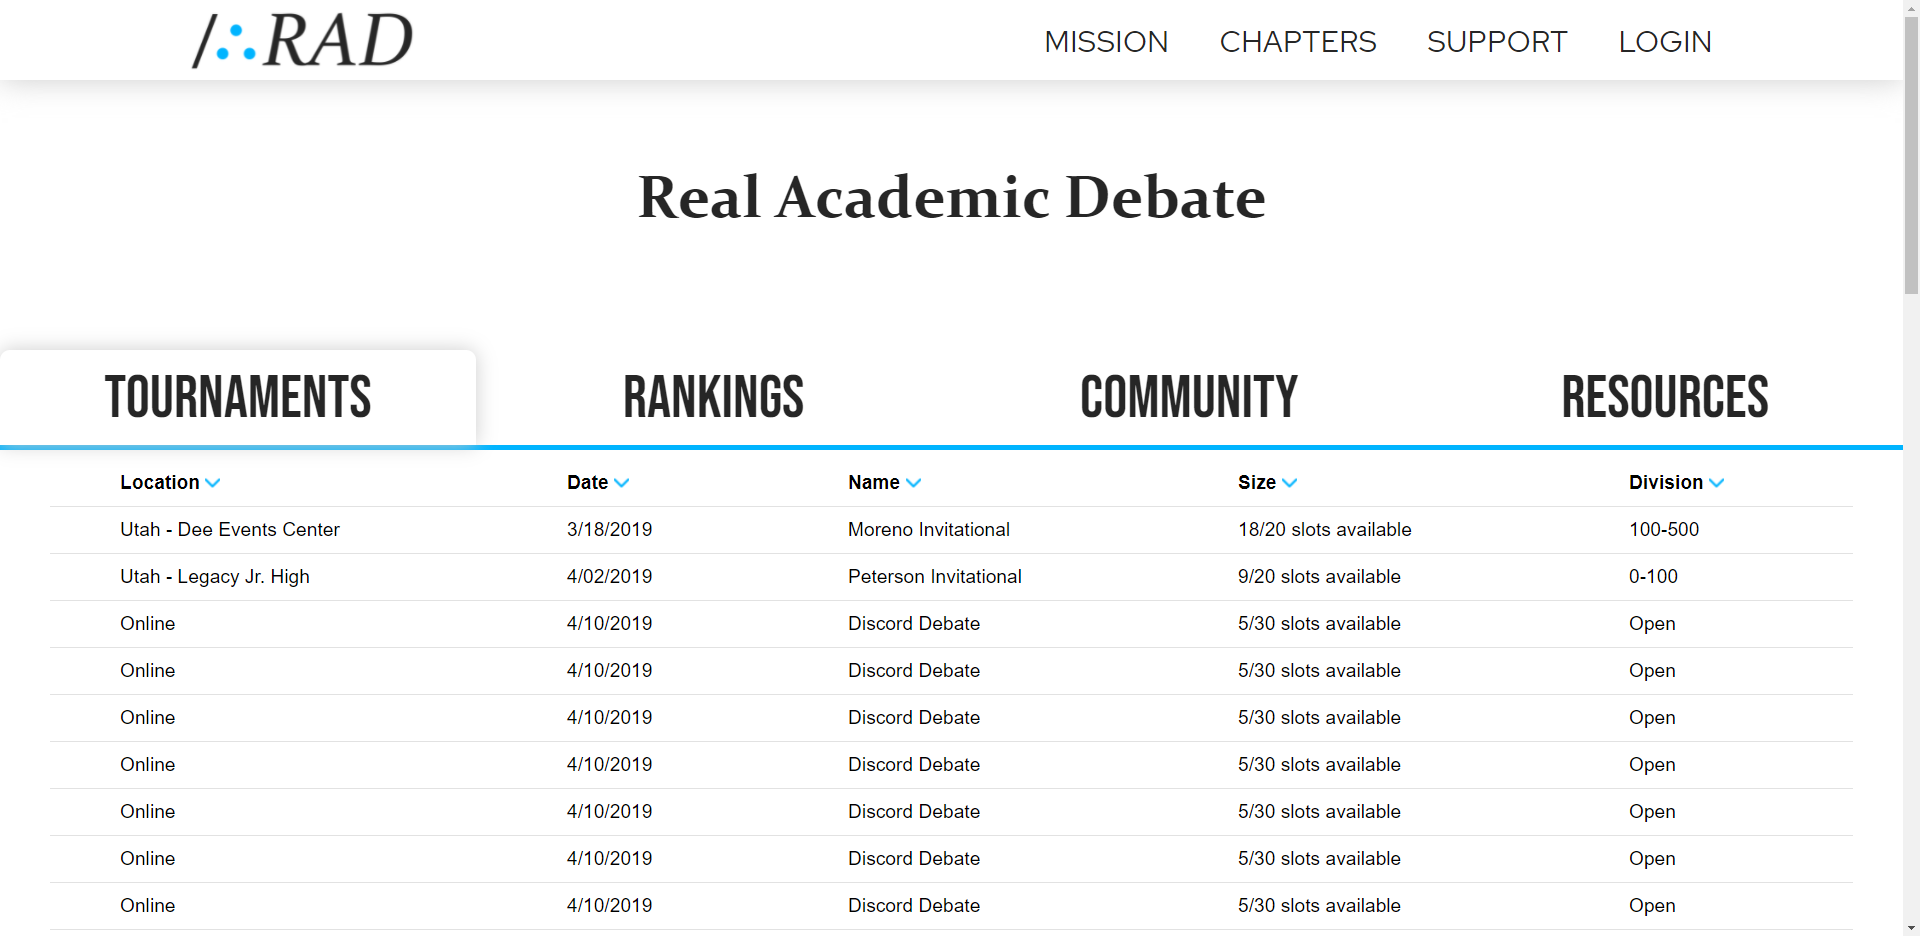 /∴RAD MISSION CHAPTERS SUPPORT LOGIN
Real Academic Debate
TOURNAMENTS RANKINGS COMMUNITY RESOURCES
Location Date Name Size Division
Utah - Dee Events Center 3/18/2019 Moreno Invitational 18/20 slots available 100-500
Utah - Legacy Jr. High 4/02/2019 Peterson Invitational 9/20 slots available 0-100
Online 4/10/2019 Discord Debate 5/30 slots available Open
Online 4/10/2019 Discord Debate 5/30 slots available Open
Online 4/10/2019 Discord Debate 5/30 slots available Open
Online 4/10/2019 Discord Debate 5/30 slots available Open
Online 4/10/2019 Discord Debate 5/30 slots available Open
Online 4/10/2019 Discord Debate 5/30 slots available Open
Online 4/10/2019 Discord Debate 5/30 slots available Open